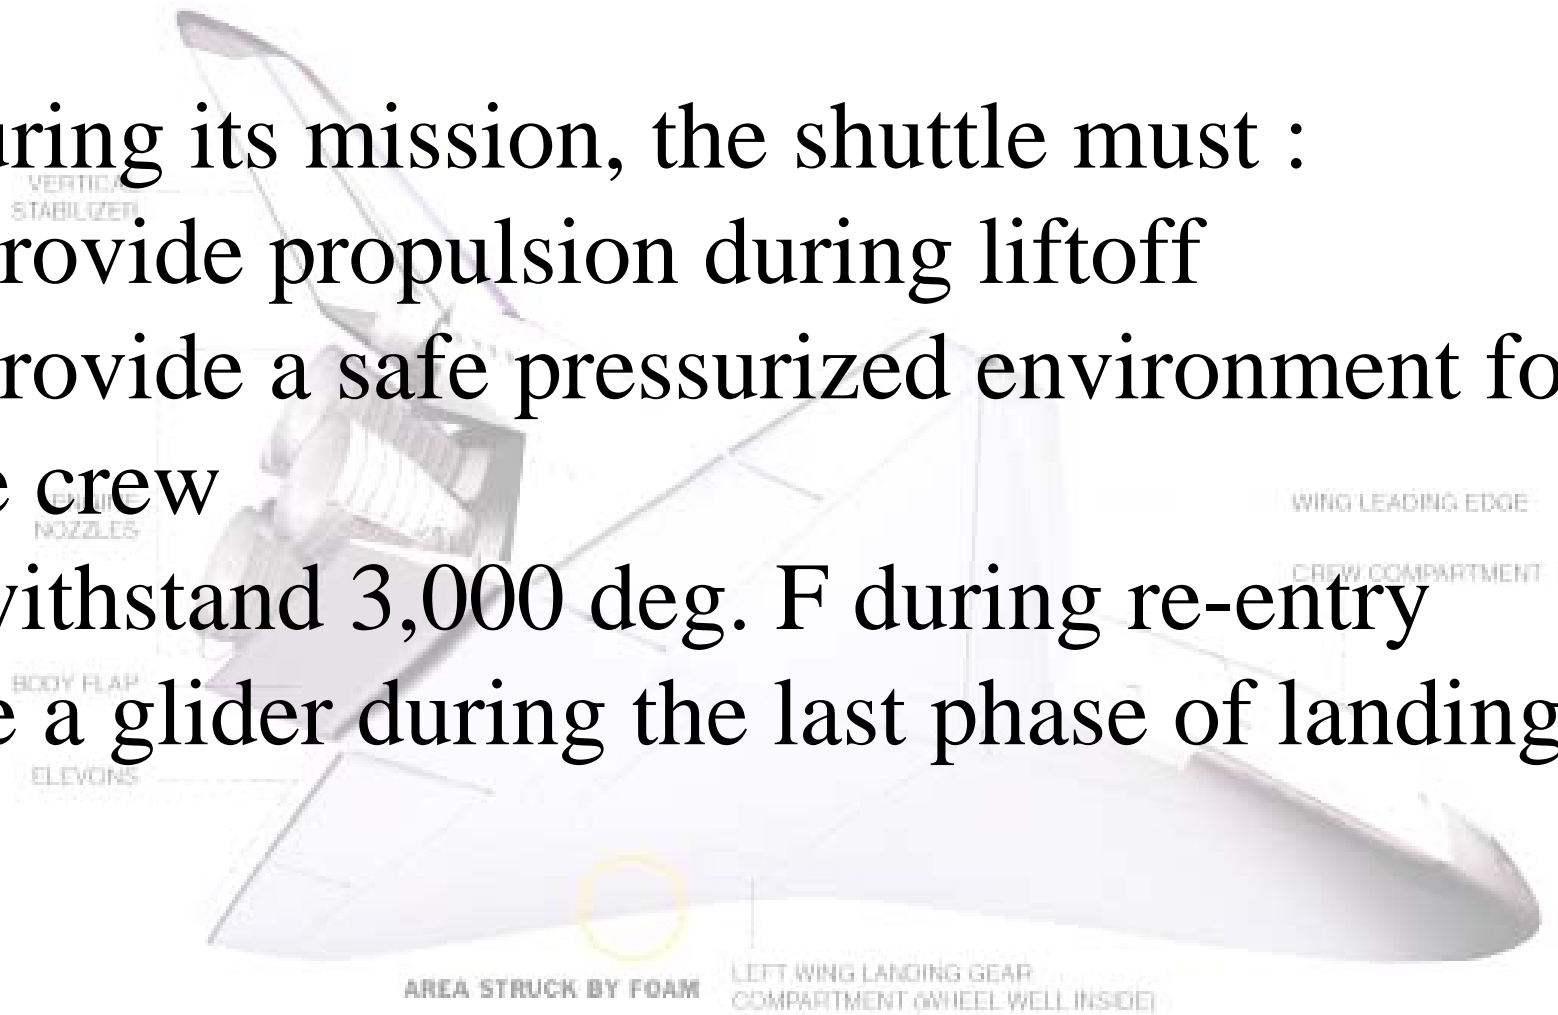 uring its mission, the shuttle must :
VERTICAL
STABILIZER
rovide propulsion during liftoff
rovide a safe pressurized environment fo
e crew
ENGINE
NOZZLES
WING LEADING EDGE
CREW COMPARTMENT
vithstand 3,000 deg. F during re-entry
BODY FLAP
e a glider during the last phase of landing
ELEVONS
AREA STRUCK BY FOAM
LEFT WING LANDING GEAR
COMPARTMENT (WHEEL WELL INSIDE)